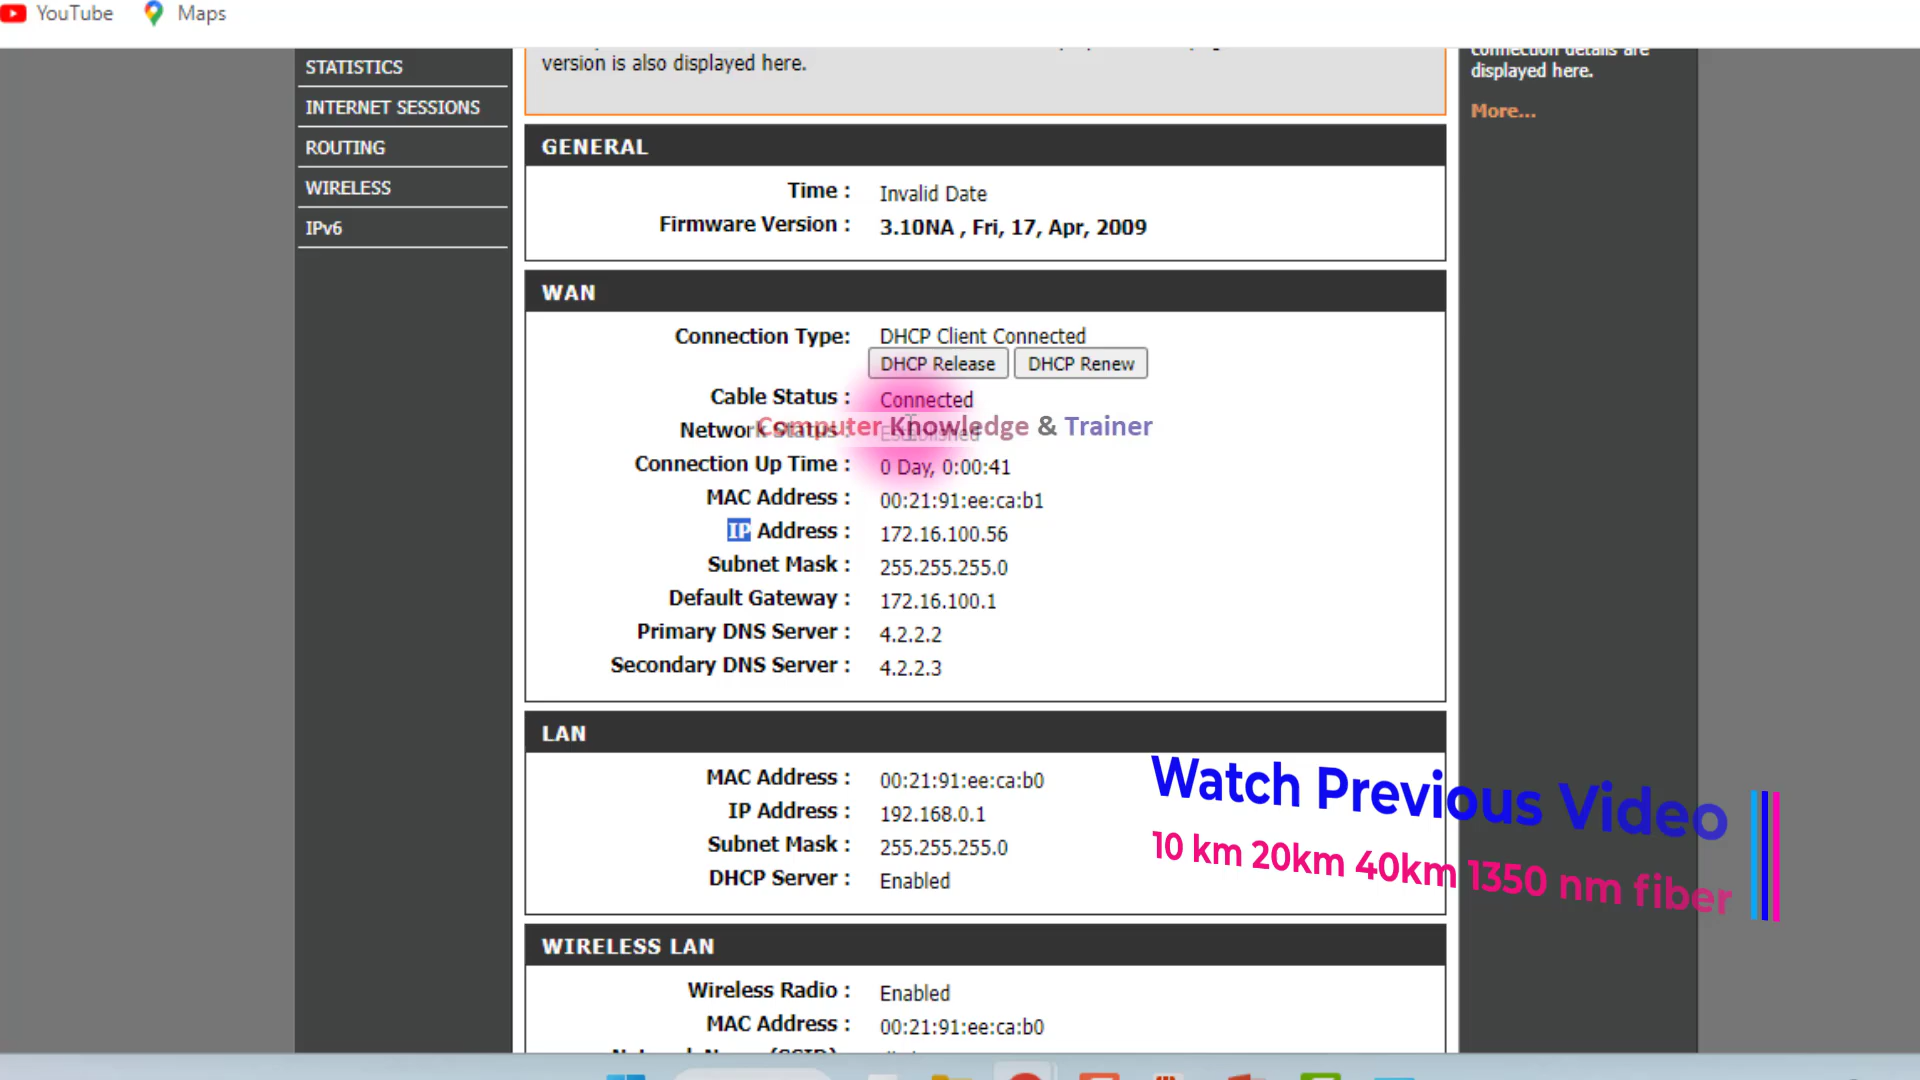 YouTube Maps
STATISTICS
INTERNET SESSIONS
ROUTING
WIRELESS
IPv6
version is also displayed here.
GENERAL
Time : Invalid Date
Firmware Version : 3.10NA , Fri, 17, Apr, 2009
WAN
Connection Type: DHCP Client Connected
DHCP Release DHCP Renew
Cable Status : Connected
Network Status : Established
Computer Knowledge & Trainer
Connection Up Time : 0 Day, 0:00:41
MAC Address : 00:21:91:ee:ca:b1
IP Address : 172.16.100.56
Subnet Mask : 255.255.255.0
Default Gateway : 172.16.100.1
Primary DNS Server : 4.2.2.2
Secondary DNS Server : 4.2.2.3
LAN
MAC Address : 00:21:91:ee:ca:b0
IP Address : 192.168.0.1
Subnet Mask : 255.255.255.0
DHCP Server : Enabled
WIRELESS LAN
Wireless Radio : Enabled
MAC Address : 00:21:91:ee:ca:b0
connection details are
displayed here.
More...
Watch Previous Video
10 km 20km 40km 1350 nm fiber